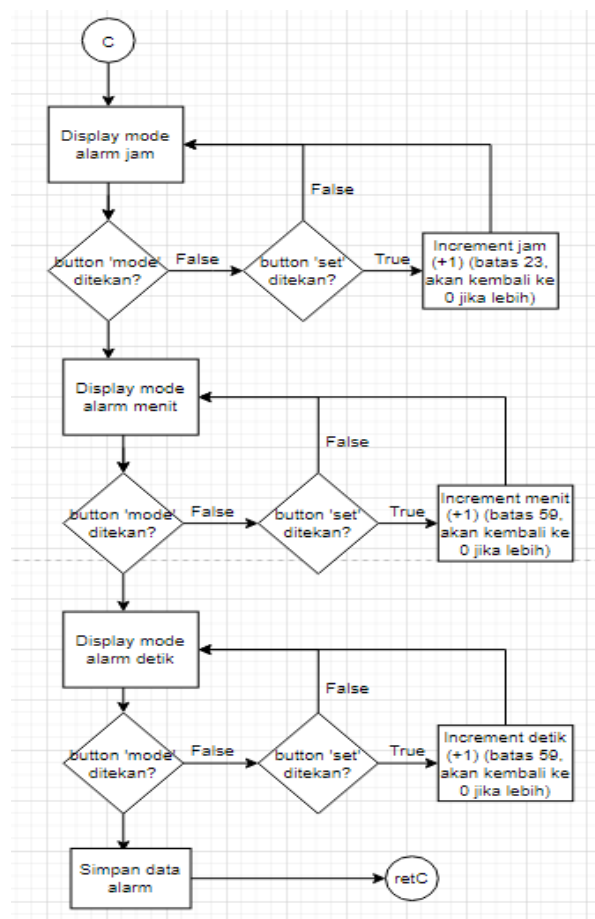 C
Display mode
alarm jam
False
button 'mode'
ditekan?
False
button 'set'
ditekan?
True
Increment jam
(+1) (batas 23,
akan kembali ke
0 jika lebih)
Display mode
alarm menit
False
button 'mode'
ditekan?
False
button 'set'
ditekan?
True
Increment menit
(+1) (batas 59,
akan kembali ke
0 jika lebih)
Display mode
alarm detik
False
button 'mode'
ditekan?
False
button 'set'
ditekan?
True
Increment detik
(+1) (batas 59,
akan kembali ke
0 jika lebih)
Simpan data
alarm
retC